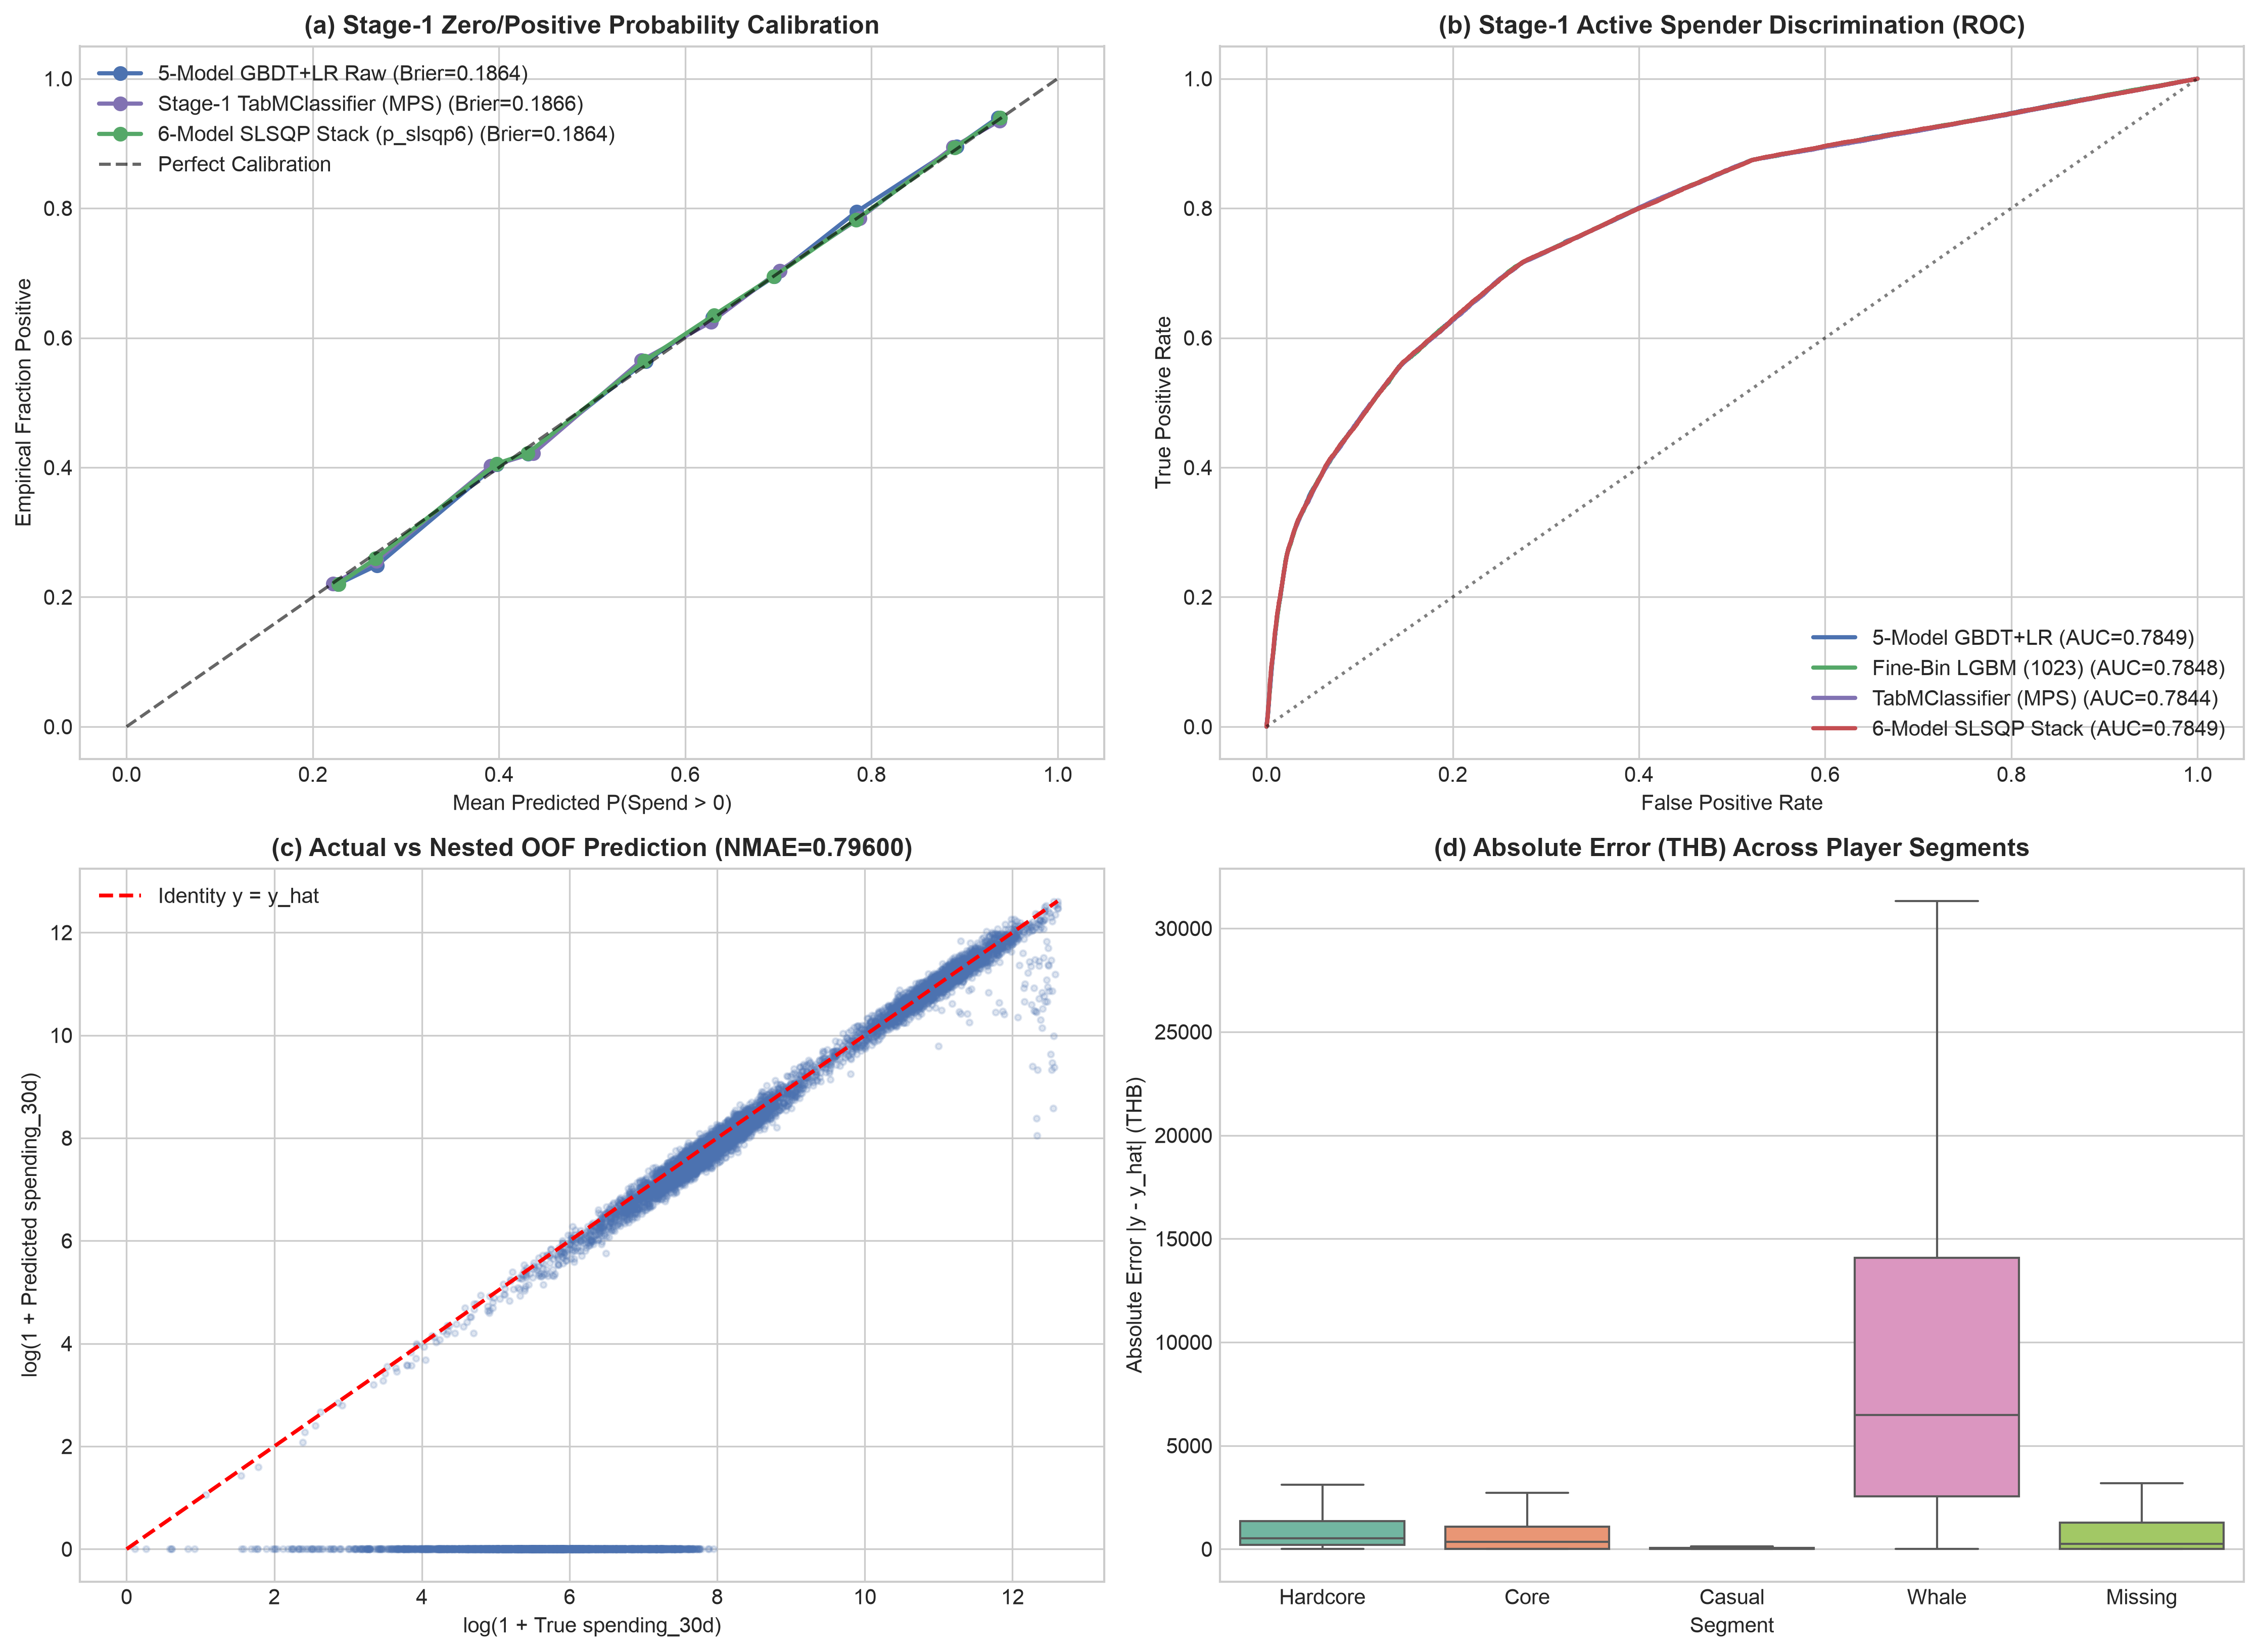 (a) Stage-1 Zero/Positive Probability Calibration
5-Model GBDT+LR Raw (Brier=0.1864)
Stage-1 TabMClassifier (MPS) (Brier=0.1866)
6-Model SLSQP Stack (p_slsqp6) (Brier=0.1864)
Perfect Calibration
1.0
0.8
0.6
0.4
0.2
0.0
Empirical Fraction Positive
0.0 0.2 0.4 0.6 0.8 1.0
Mean Predicted P(Spend > 0)
(b) Stage-1 Active Spender Discrimination (ROC)
1.0
0.8
0.6
0.4
0.2
0.0
True Positive Rate
5-Model GBDT+LR (AUC=0.7849)
Fine-Bin LGBM (1023) (AUC=0.7848)
TabMClassifier (MPS) (AUC=0.7844)
6-Model SLSQP Stack (AUC=0.7849)
0.0 0.2 0.4 0.6 0.8 1.0
False Positive Rate
(c) Actual vs Nested OOF Prediction (NMAE=0.79600)
Identity y = y_hat
12
10
8
6
4
2
0
log(1 + Predicted spending_30d)
0 2 4 6 8 10 12
log(1 + True spending_30d)
(d) Absolute Error (THB) Across Player Segments
30000
25000
20000
15000
10000
5000
0
Absolute Error |y - y_hat| (THB)
Hardcore Core Casual Whale Missing
Segment